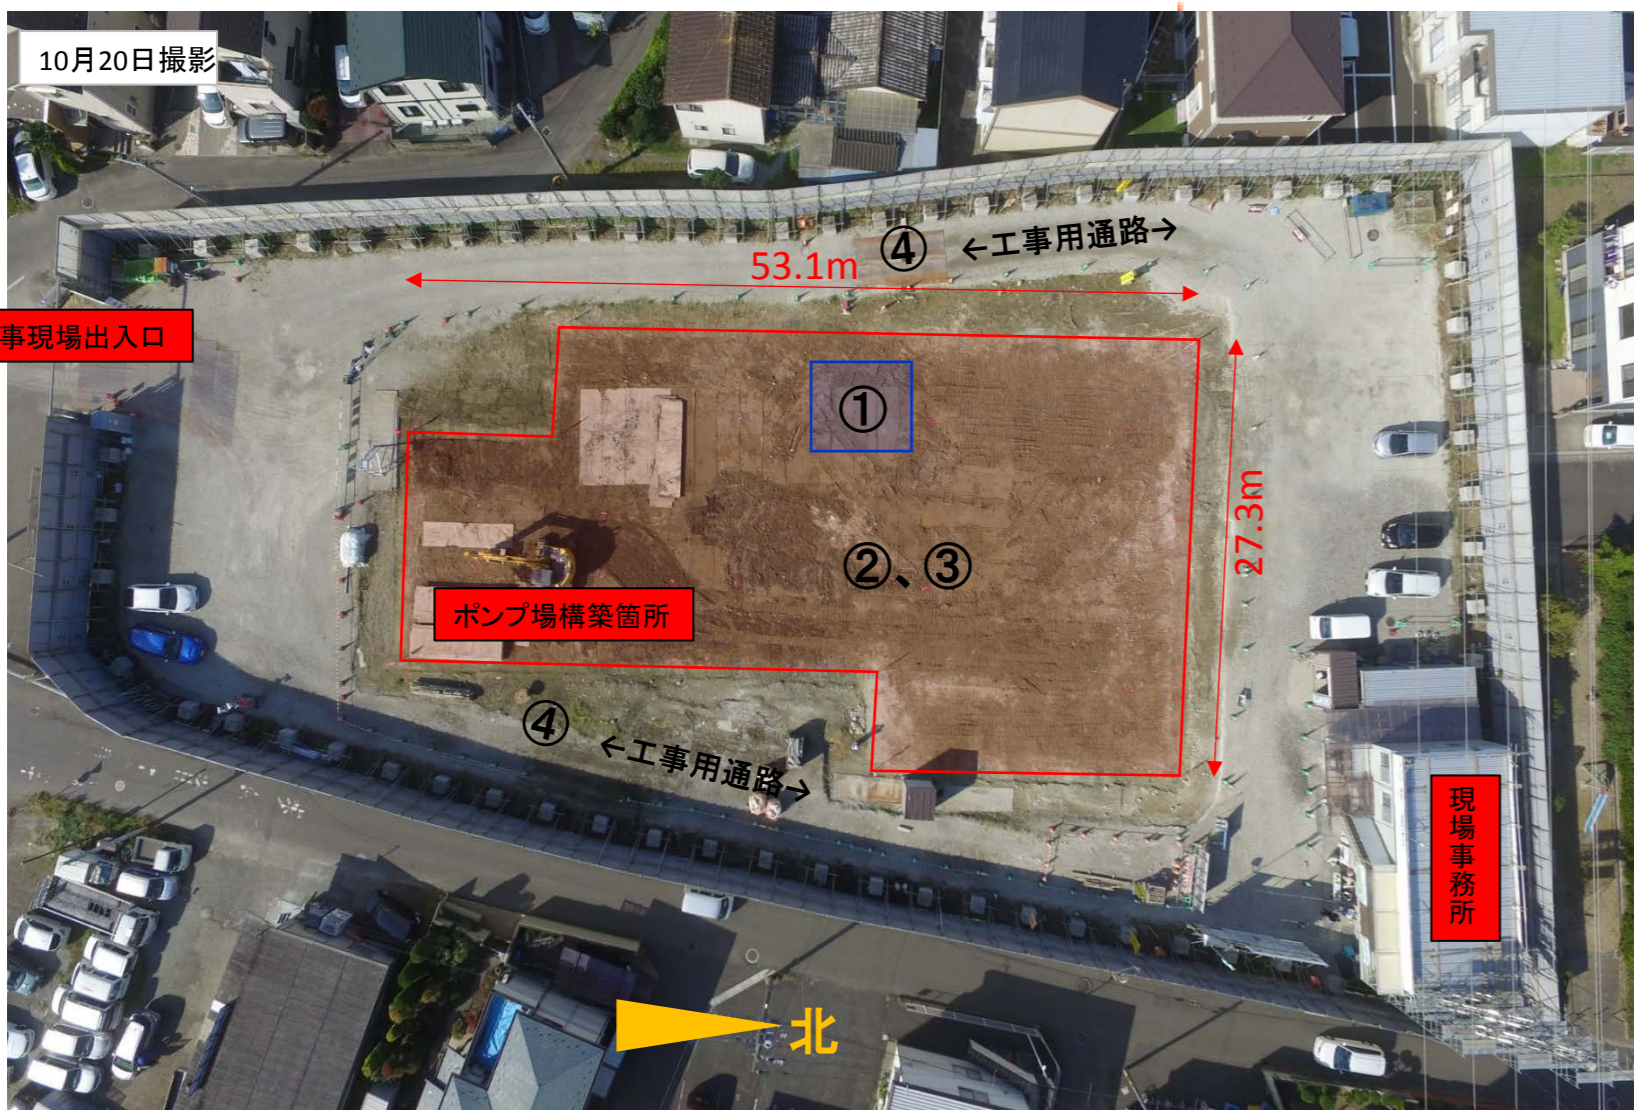 10月20日撮影
④ ←工事用通路→
53.1m
事現場出入口
①
27.3m
②、③
ポンプ場構築箇所
④ ←工事用通路→
現場事務所
北